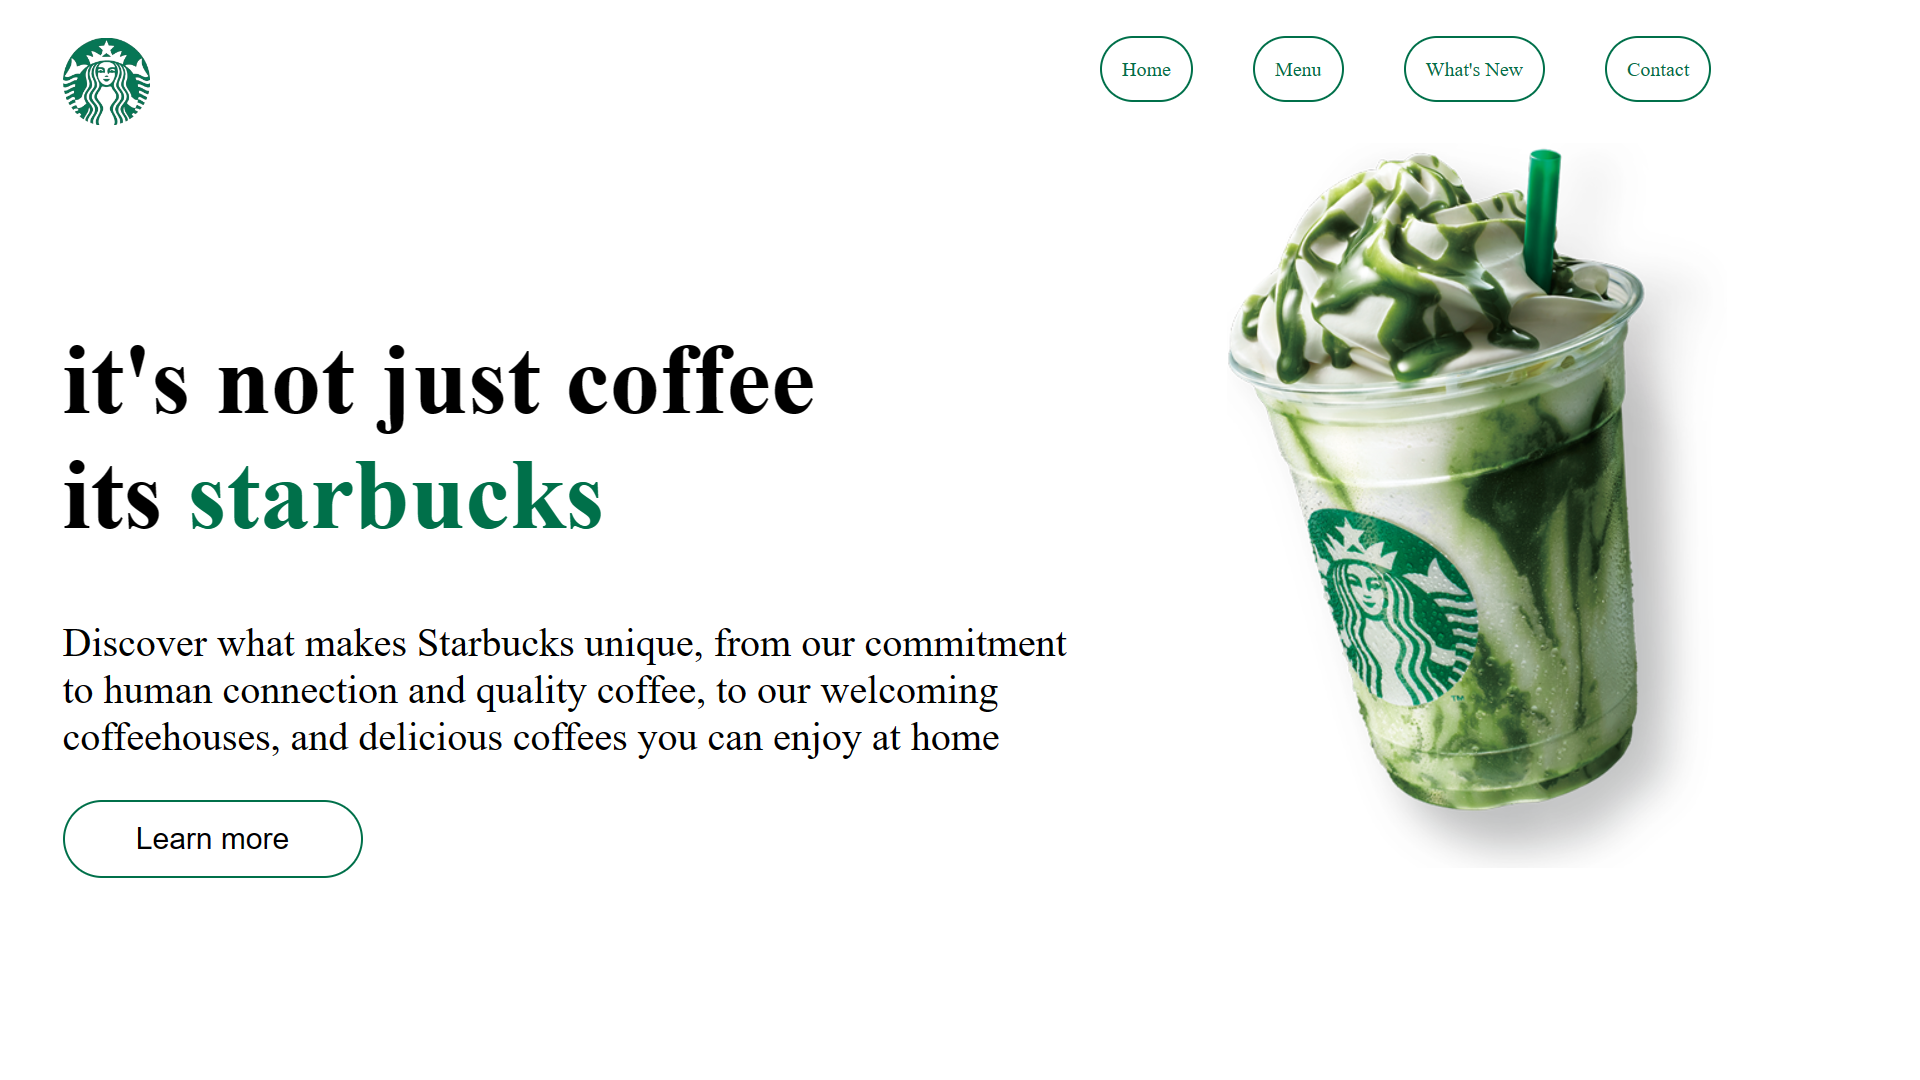 Home
Menu
What's New
Contact
it's not just coffee
its starbucks
Discover what makes Starbucks unique, from our commitment
to human connection and quality coffee, to our welcoming
coffeehouses, and delicious coffees you can enjoy at home
Learn more
TM